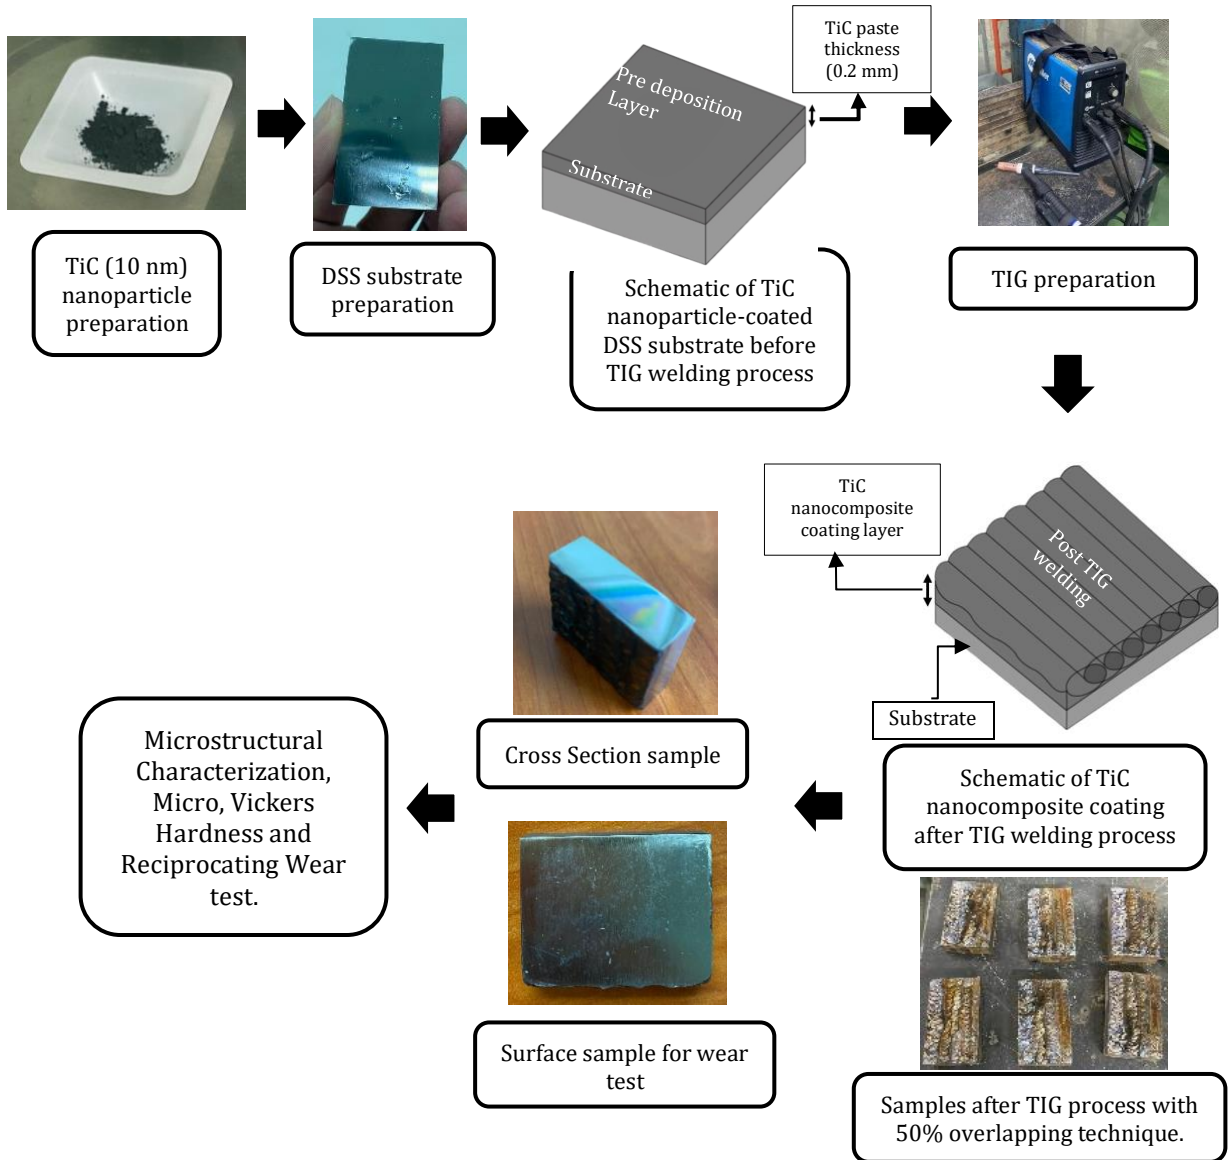 TiC paste
thickness
(0.2 mm)
Pre deposition
Layer
Substrate
TiC (10 nm)
nanoparticle
preparation
DSS substrate
preparation
Schematic of TiC
nanoparticle-coated
DSS substrate before
TIG welding process
TIG preparation
TiC
nanocomposite
coating layer
Post TIG
welding
Substrate
Schematic of TiC
nanocomposite coating
after TIG welding process
Cross Section sample
Microstructural
Characterization,
Micro, Vickers
Hardness and
Reciprocating Wear
test.
Surface sample for wear
test
Samples after TIG process with
50% overlapping technique.